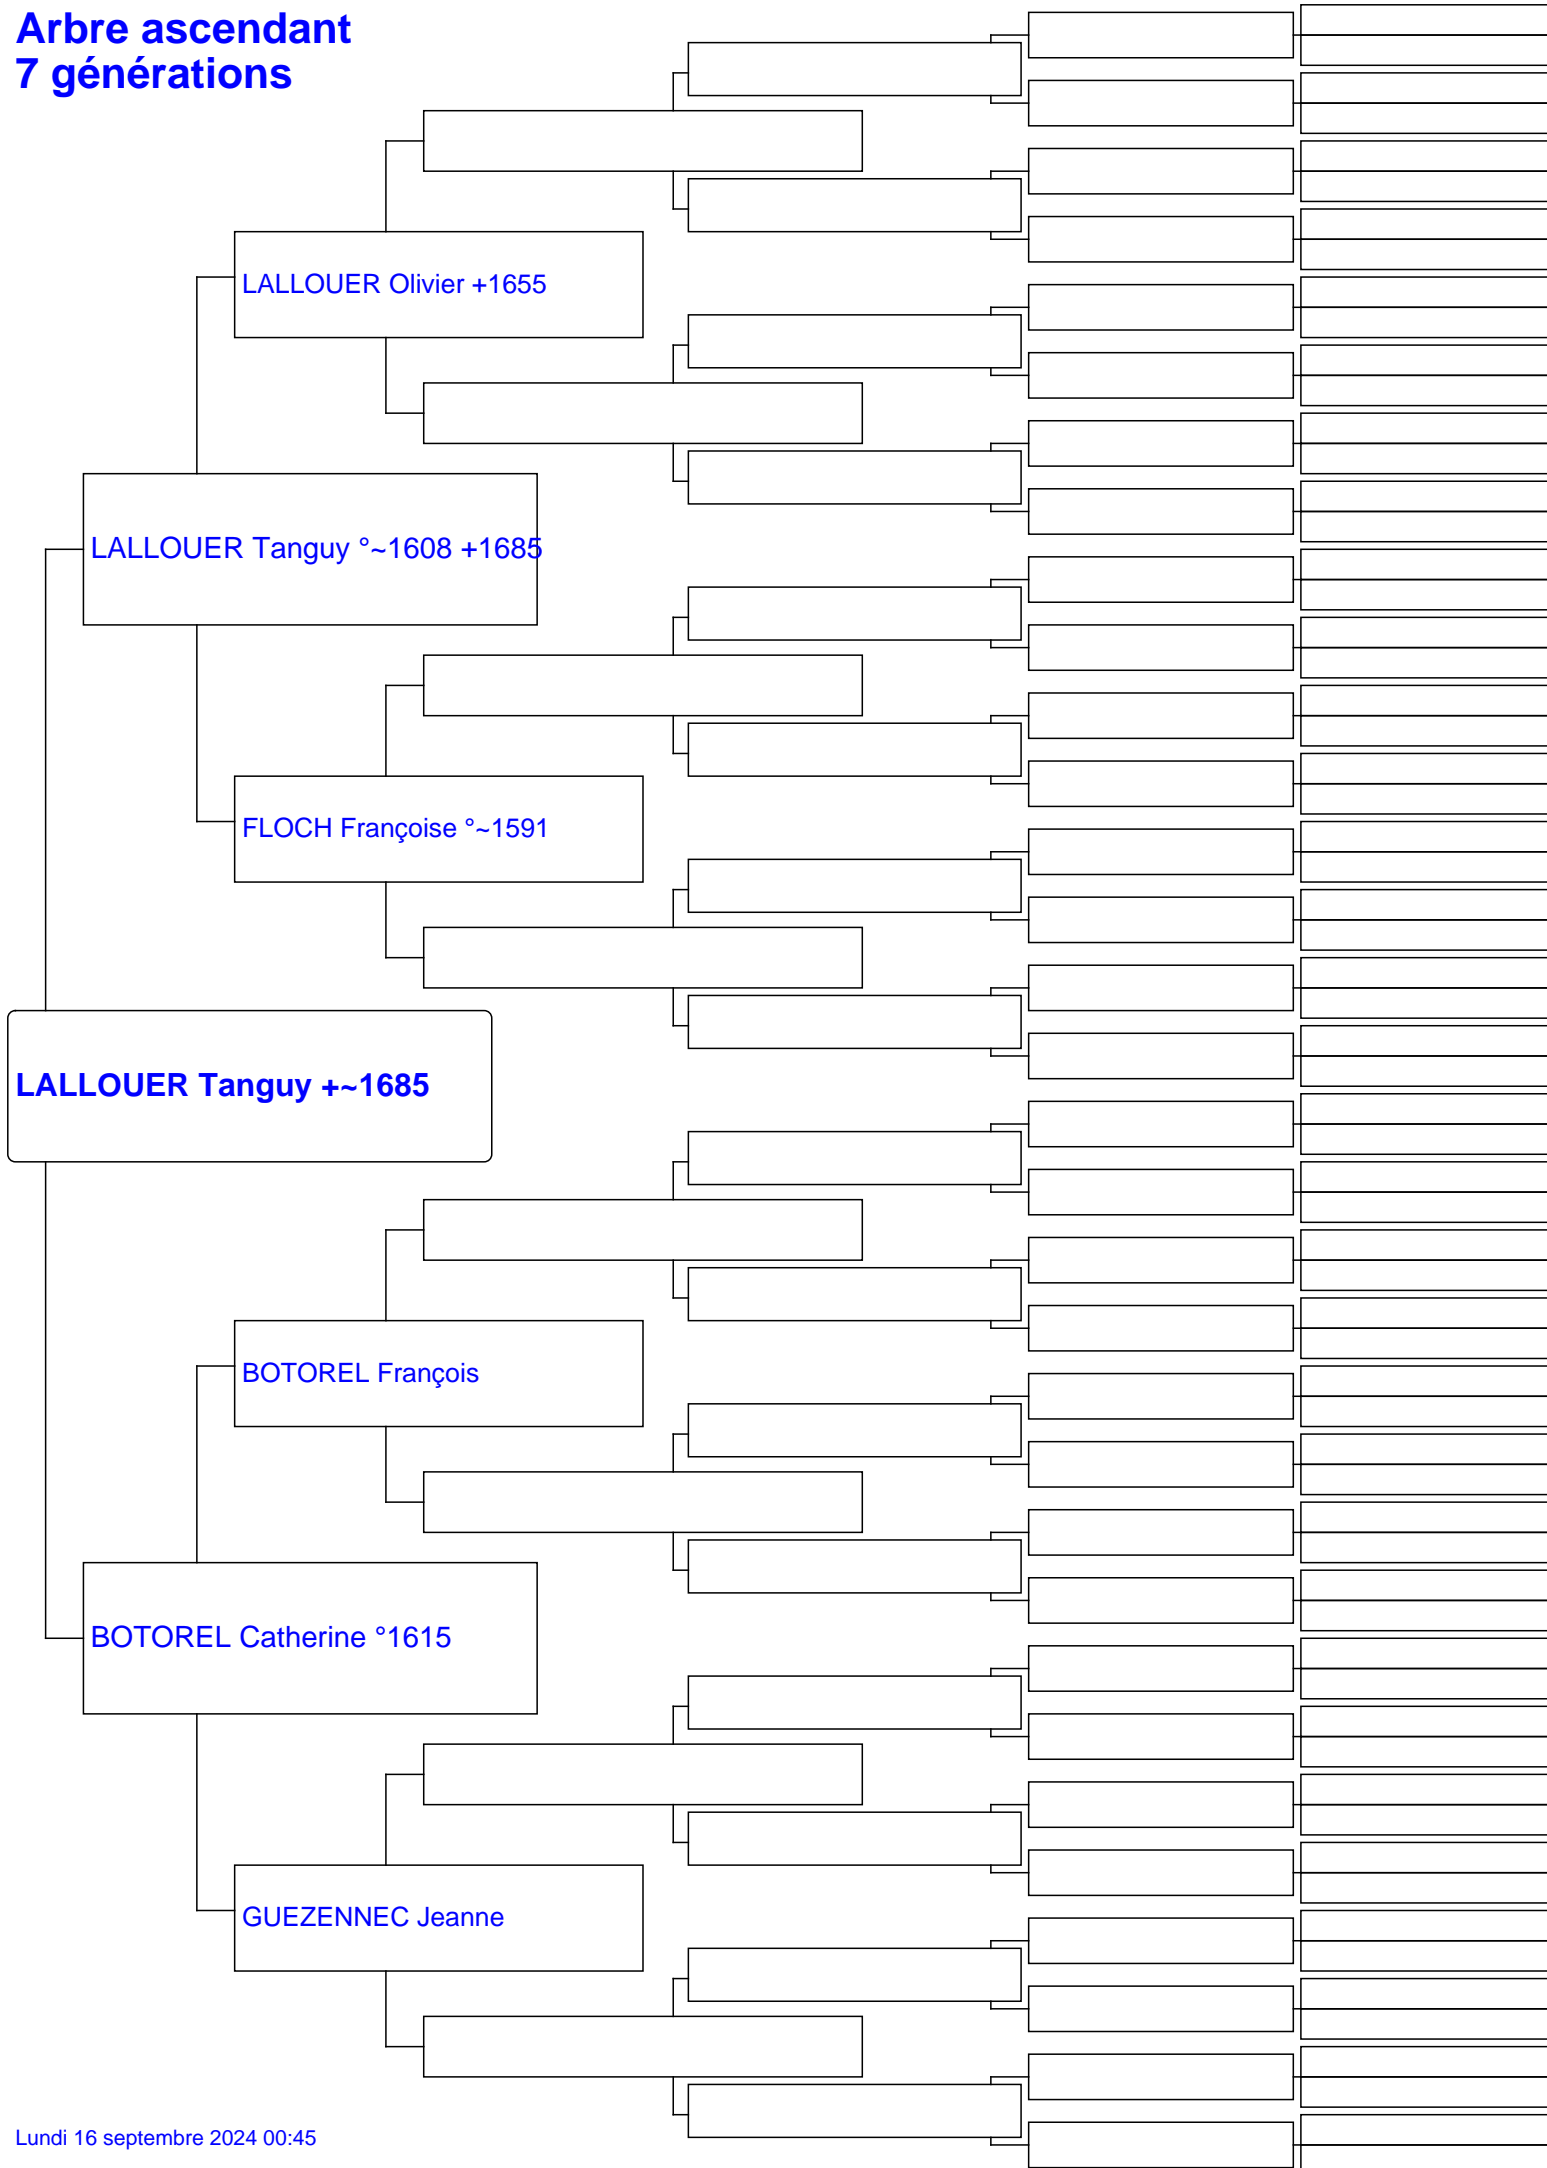 Arbre ascendant
7 générations
LALLOUER Olivier +1655
LALLOUER Tanguy °~1608 +1685
FLOCH Françoise °~1591
LALLOUER Tanguy +~1685
BOTOREL François
BOTOREL Catherine °1615
GUEZENNEC Jeanne
Lundi 16 septembre 2024 00:45